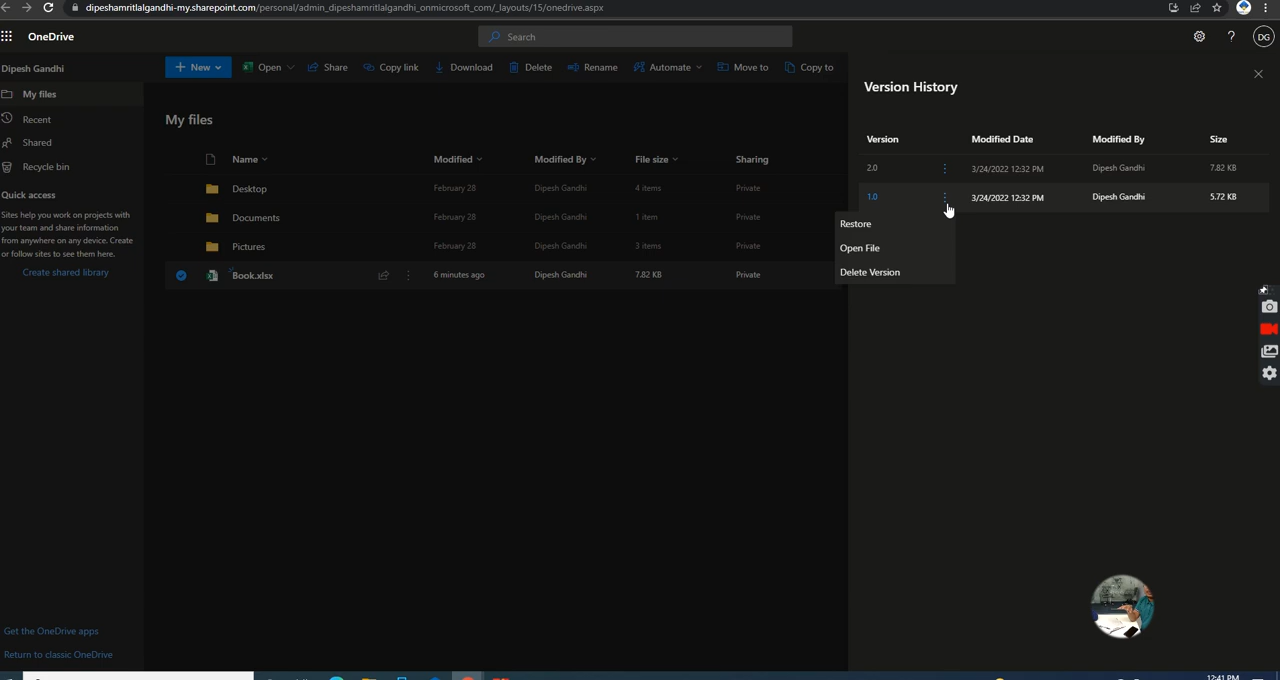 dipeshamritlalgandhi-my.sharepoint.com/personal/admin_dipeshamritlalgandhi_onmicrosoft_com/_layouts/15/onedrive.aspx
OneDrive
Search
? DG
Dipesh Gandhi
+ New Open Share Copy link Download Delete Rename Automate Move to Copy to
My files
Recent
Shared
Recycle bin
Quick access
Sites help you work on projects with
your team and share information
from anywhere on any device. Create
or follow sites to see them here.
Create shared library
Get the OneDrive apps
Return to classic OneDrive
My files
Name Modified Modified By File size Sharing
Desktop February 28 Dipesh Gandhi 4 items Private
Documents February 28 Dipesh Gandhi 1 item Private
Pictures February 28 Dipesh Gandhi 3 items Private
Book.xlsx 6 minutes ago Dipesh Gandhi 7.82 KB Private
Version History
Version Modified Date Modified By Size
2.0 3/24/2022 12:32 PM Dipesh Gandhi 7.82 KB
1.0 3/24/2022 12:32 PM Dipesh Gandhi 5.72 KB
Restore
Open File
Delete Version
12:41 PM